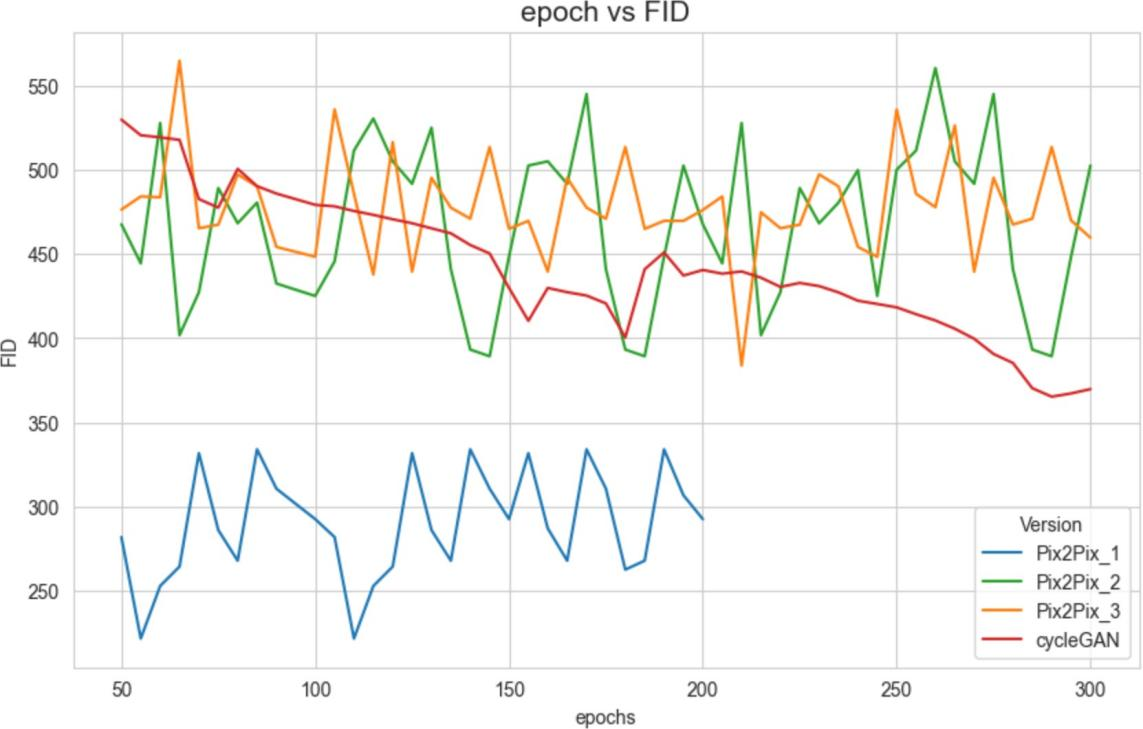 epoch vs FID
550
500
450
400
350
300
250
FID
50 100 150 200 250 300
epochs
Version
Pix2Pix_1
Pix2Pix_2
Pix2Pix_3
cycleGAN